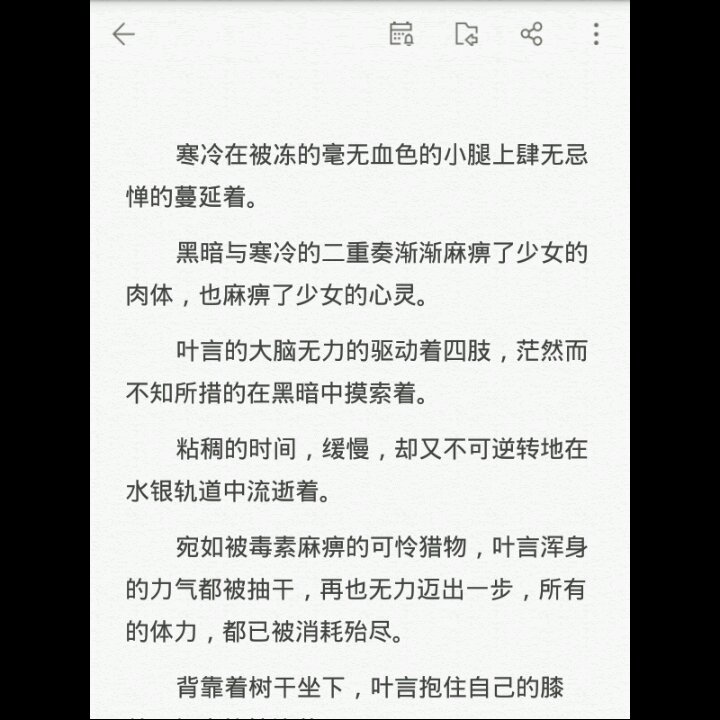 寒冷在被冻的毫无血色的小腿上肆无忌
惮的蔓延着。
黑暗与寒冷的二重奏渐渐麻痹了少女的
肉体，也麻痹了少女的心灵。
叶言的大脑无力的驱动着四肢，茫然而
不知所措的在黑暗中摸索着。
粘稠的时间，缓慢，却又不可逆转地在
水银轨道中流逝着。
宛如被毒素麻痹的可怜猎物，叶言浑身
的力气都被抽干，再也无力迈出一步，所有
的体力，都已被消耗殆尽。
背靠着树干坐下，叶言抱住自己的膝